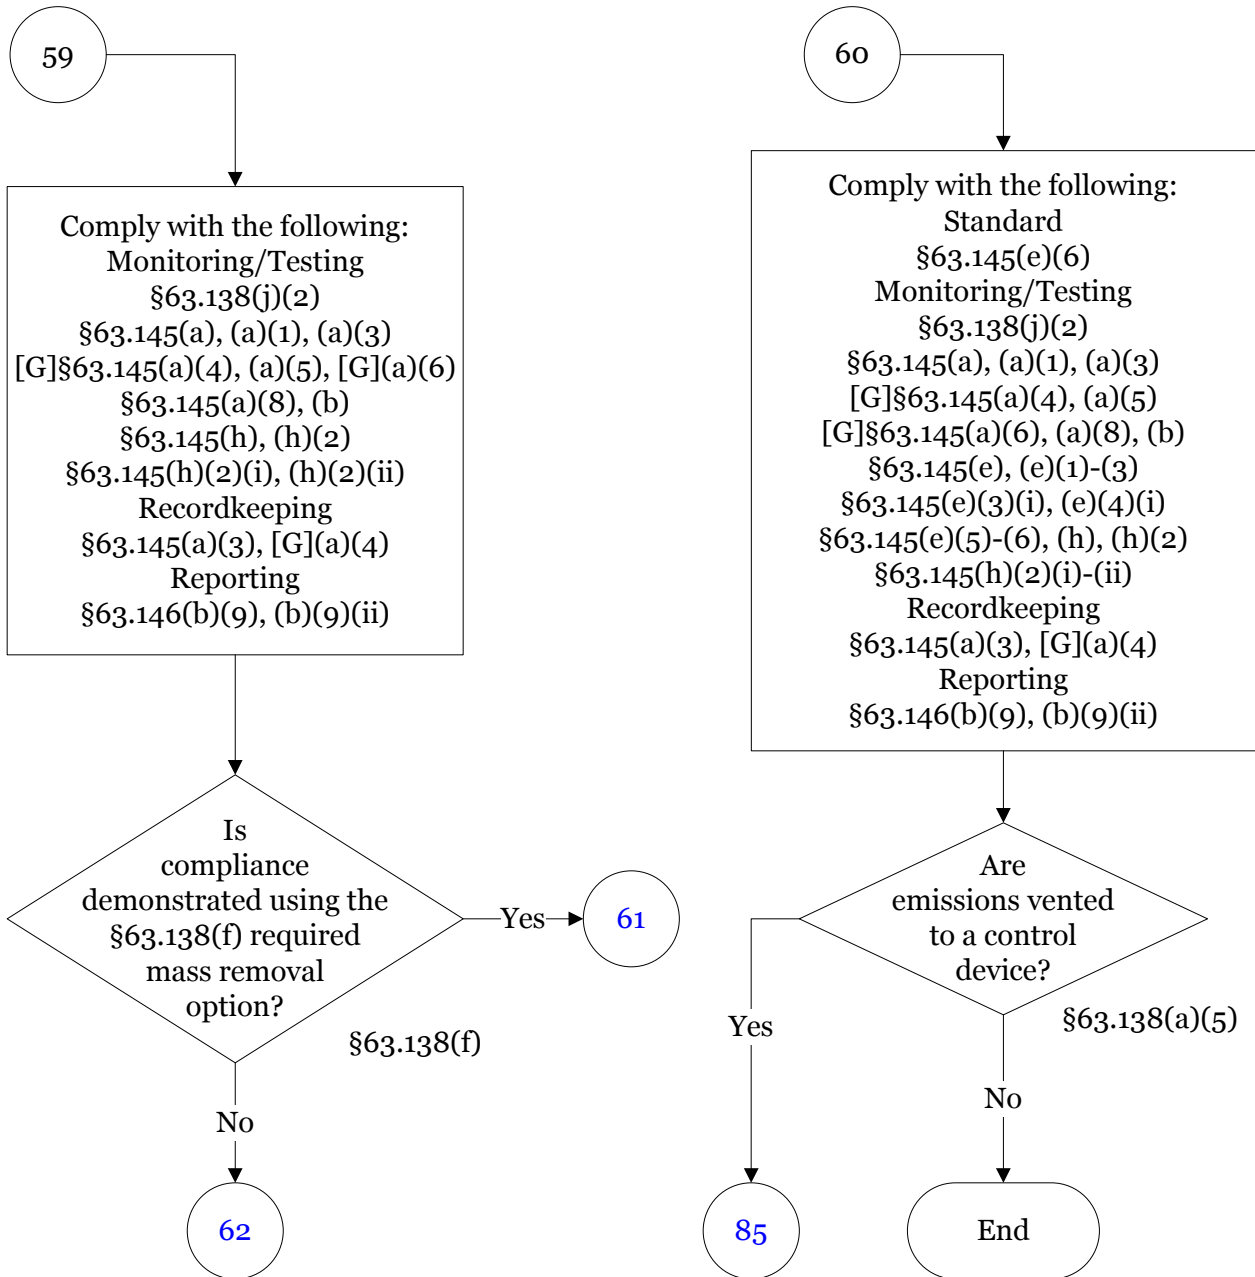 59
Comply with the following:
Monitoring/Testing
§63.138(j)(2)
§63.145(a), (a)(1), (a)(3)
[G]§63.145(a)(4), (a)(5), [G](a)(6)
§63.145(a)(8), (b)
§63.145(h), (h)(2)
§63.145(h)(2)(i), (h)(2)(ii)
Recordkeeping
§63.145(a)(3), [G](a)(4)
Reporting
§63.146(b)(9), (b)(9)(ii)
Is
compliance
demonstrated using the
§63.138(f) required
mass removal
option?
§63.138(f)
Yes
61
No
62
60
Comply with the following:
Standard
§63.145(e)(6)
Monitoring/Testing
§63.138(j)(2)
§63.145(a), (a)(1), (a)(3)
[G]§63.145(a)(4), (a)(5)
[G]§63.145(a)(6), (a)(8), (b)
§63.145(e), (e)(1)-(3)
§63.145(e)(3)(i), (e)(4)(i)
§63.145(e)(5)-(6), (h), (h)(2)
§63.145(h)(2)(i)-(ii)
Recordkeeping
§63.145(a)(3), [G](a)(4)
Reporting
§63.146(b)(9), (b)(9)(ii)
Are
emissions vented
to a control
device?
§63.138(a)(5)
Yes
85
No
End